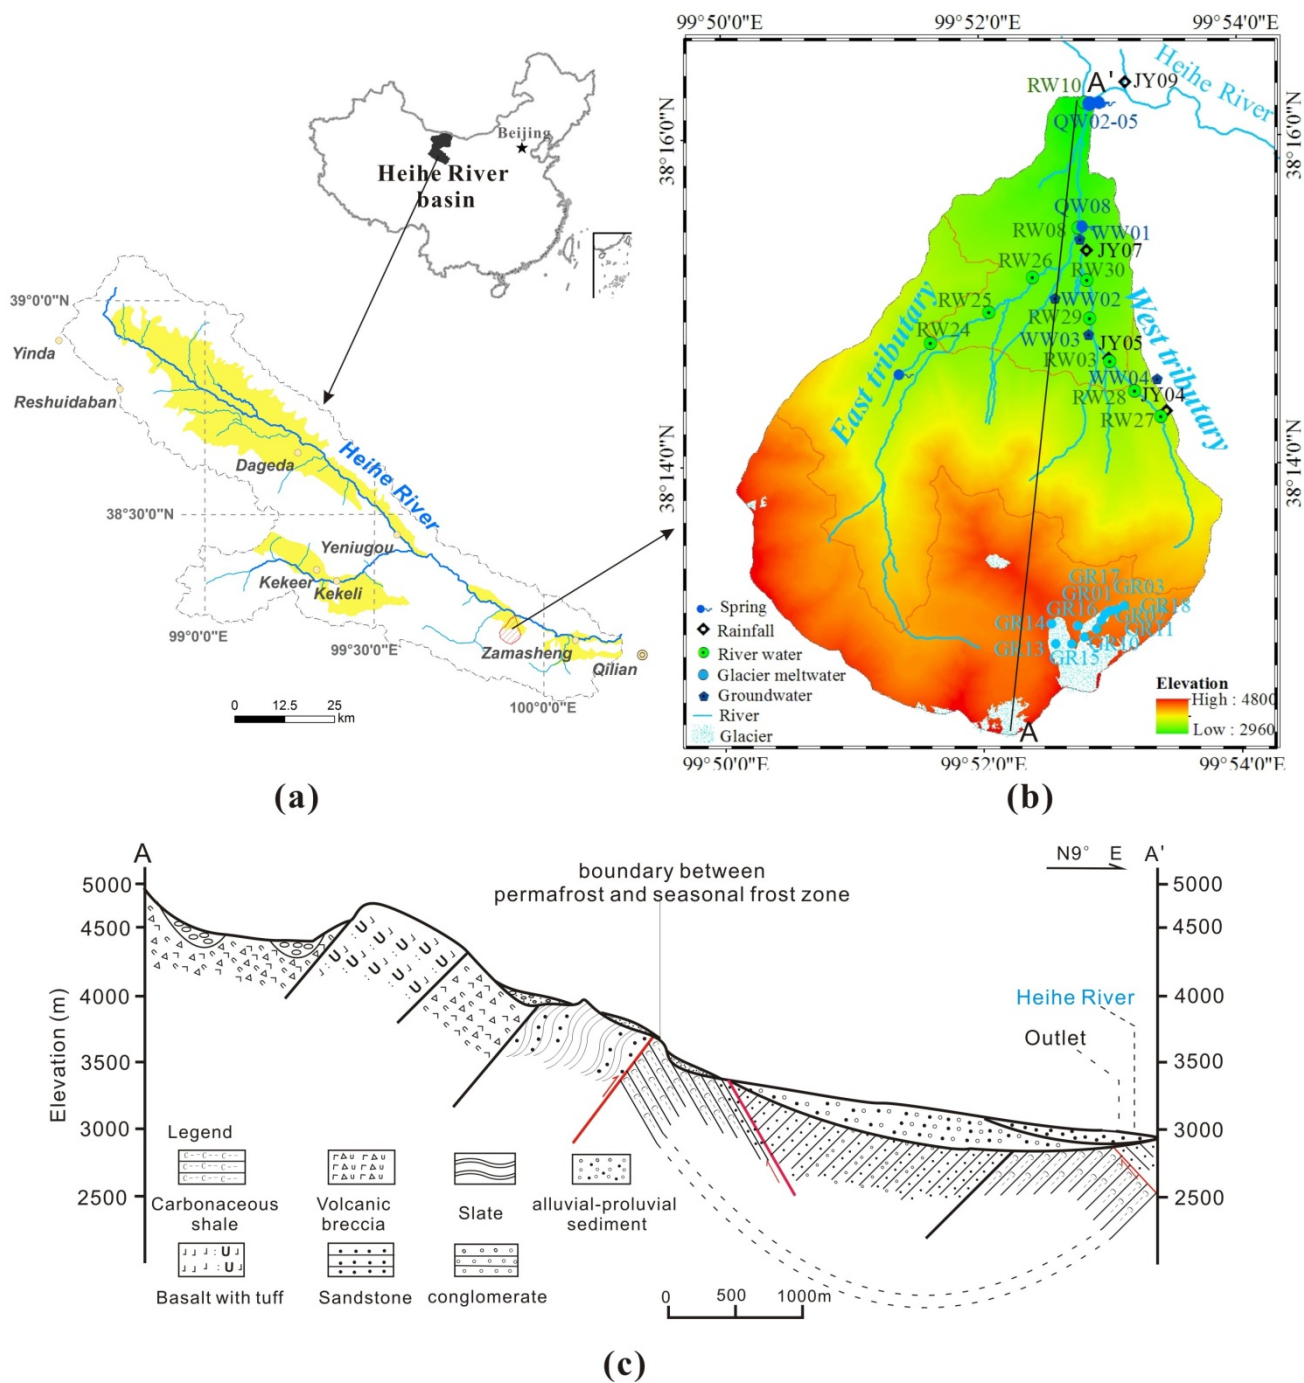 Beijing
Heihe River
basin
39°0'0"N
Yinda
Reshuidaban
Dageda
Heihe River
38°30'0"N
Yeniugou
Kekeer
Kekeli
99°0'0"E
99°30'0"E
Zamasheng
Qilian
100°0'0"E
0 12.5 25
km
(a)
99°50'0"E 99°52'0"E 99°54'0"E
Heihe River
RW10 A' JY09
QW02-05
38°16'0"N 38°16'0"N
QW08
RW08 WW01
JY07
RW26 RW30
RW25 WW02
RW29
RW24 WW03 JY05
RW03
WW04
RW28 JY04
RW27
East tributary
West tributary
38°14'0"N 38°14'0"N
GR17
GR01 GR03
GR16 GR18
GR14
GR11
GR13 GR10
GR15
Spring
Rainfall
River water
Glacier meltwater
Groundwater
River
Glacier
Elevation
High : 4800
Low : 2960
A
99°50'0"E 99°52'0"E 99°54'0"E
(b)
A
boundary between
permafrost and seasonal frost zone
N9° E A'
5000 5000
4500 4500
4000 4000
3500 3500
3000 3000
2500 2500
Elevation (m)
Heihe River
Outlet
Legend
Carbonaceous
shale
Volcanic
breccia
Slate
alluvial-proluvial
sediment
Basalt with tuff
Sandstone
conglomerate
0 500 1000m
(c)